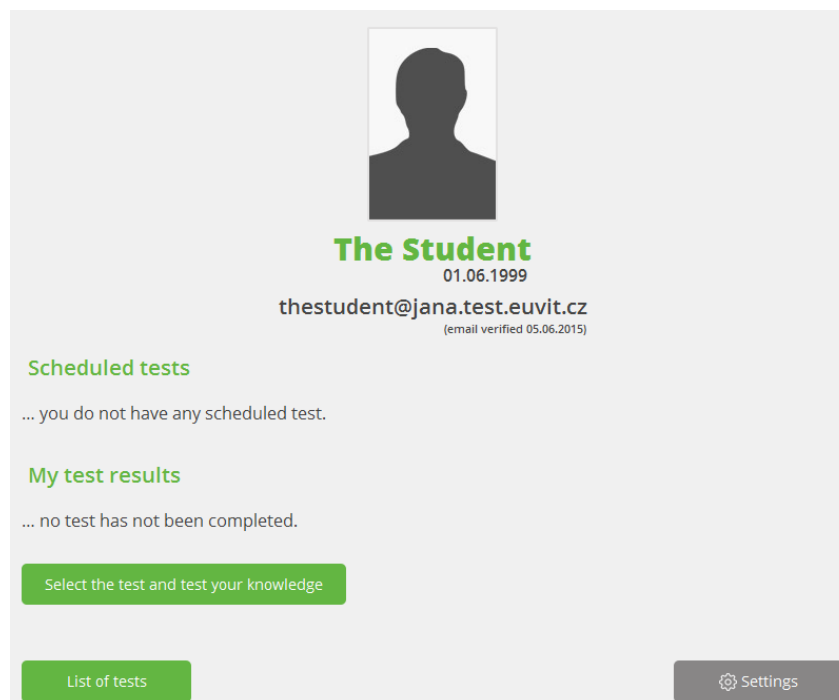 The Student
01.06.1999
thestudent@jana.test.euvit.cz
(email verified 05.06.2015)
Scheduled tests
... you do not have any scheduled test.
My test results
... no test has not been completed.
Select the test and test your knowledge
List of tests
Settings